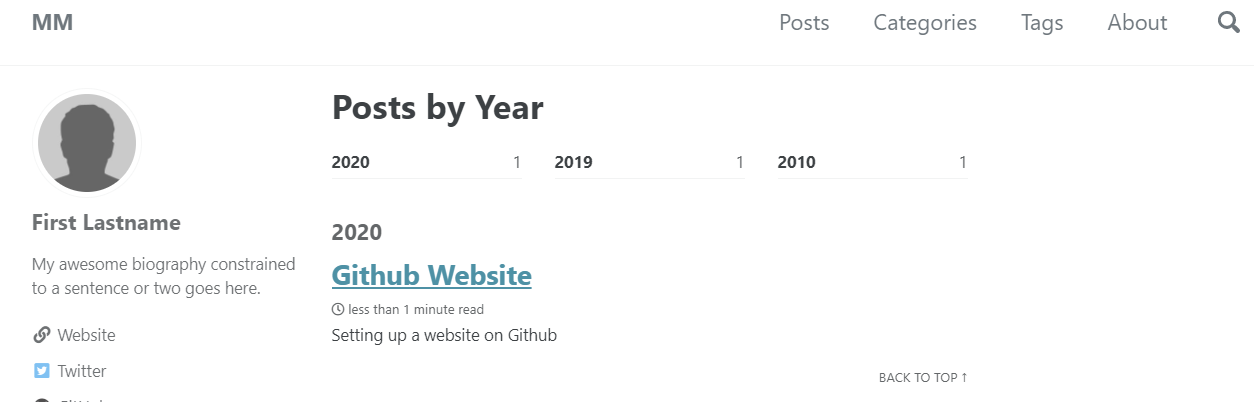 MM
Posts
Categories
Tags
About
Posts by Year
2020 1
2019 1
2010 1
First Lastname
My awesome biography constrained
to a sentence or two goes here.
Website
Twitter
2020
Github Website
less than 1 minute read
Setting up a website on Github
BACK TO TOP ↑